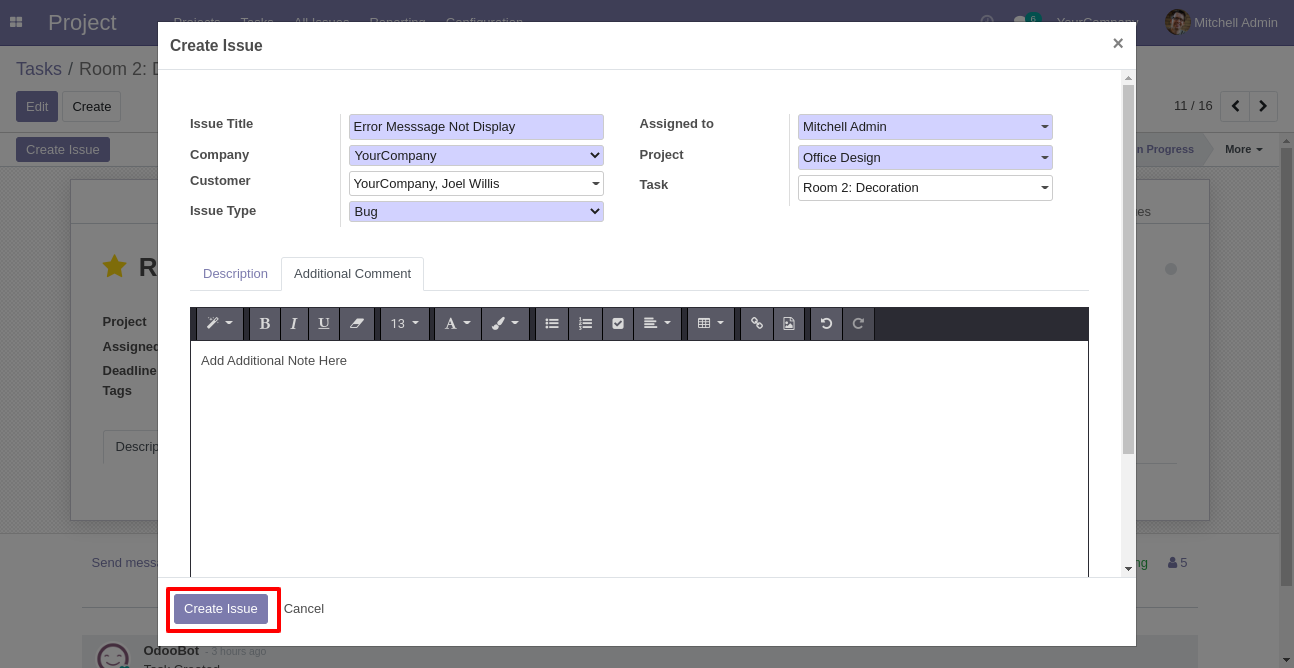 Project Projects Tasks All Issues Reporting Configuration 6 YourCompany Mitchell Admin
Create Issue ×
Tasks / Room 2: D
Edit Create
11 / 16
Create Issue
n Progress More
Issue Title Error Messsage Not Display
Assigned to Mitchell Admin
Company YourCompany
Project Office Design
Customer YourCompany, Joel Willis
Task Room 2: Decoration
Issue Type Bug
es
R
Description Additional Comment
Project
Assigned
Deadline
Tags
B I U 13 A
Add Additional Note Here
Descrip
Send messa
ng 5
Create Issue Cancel
OdooBot - 3 hours ago
Task Created